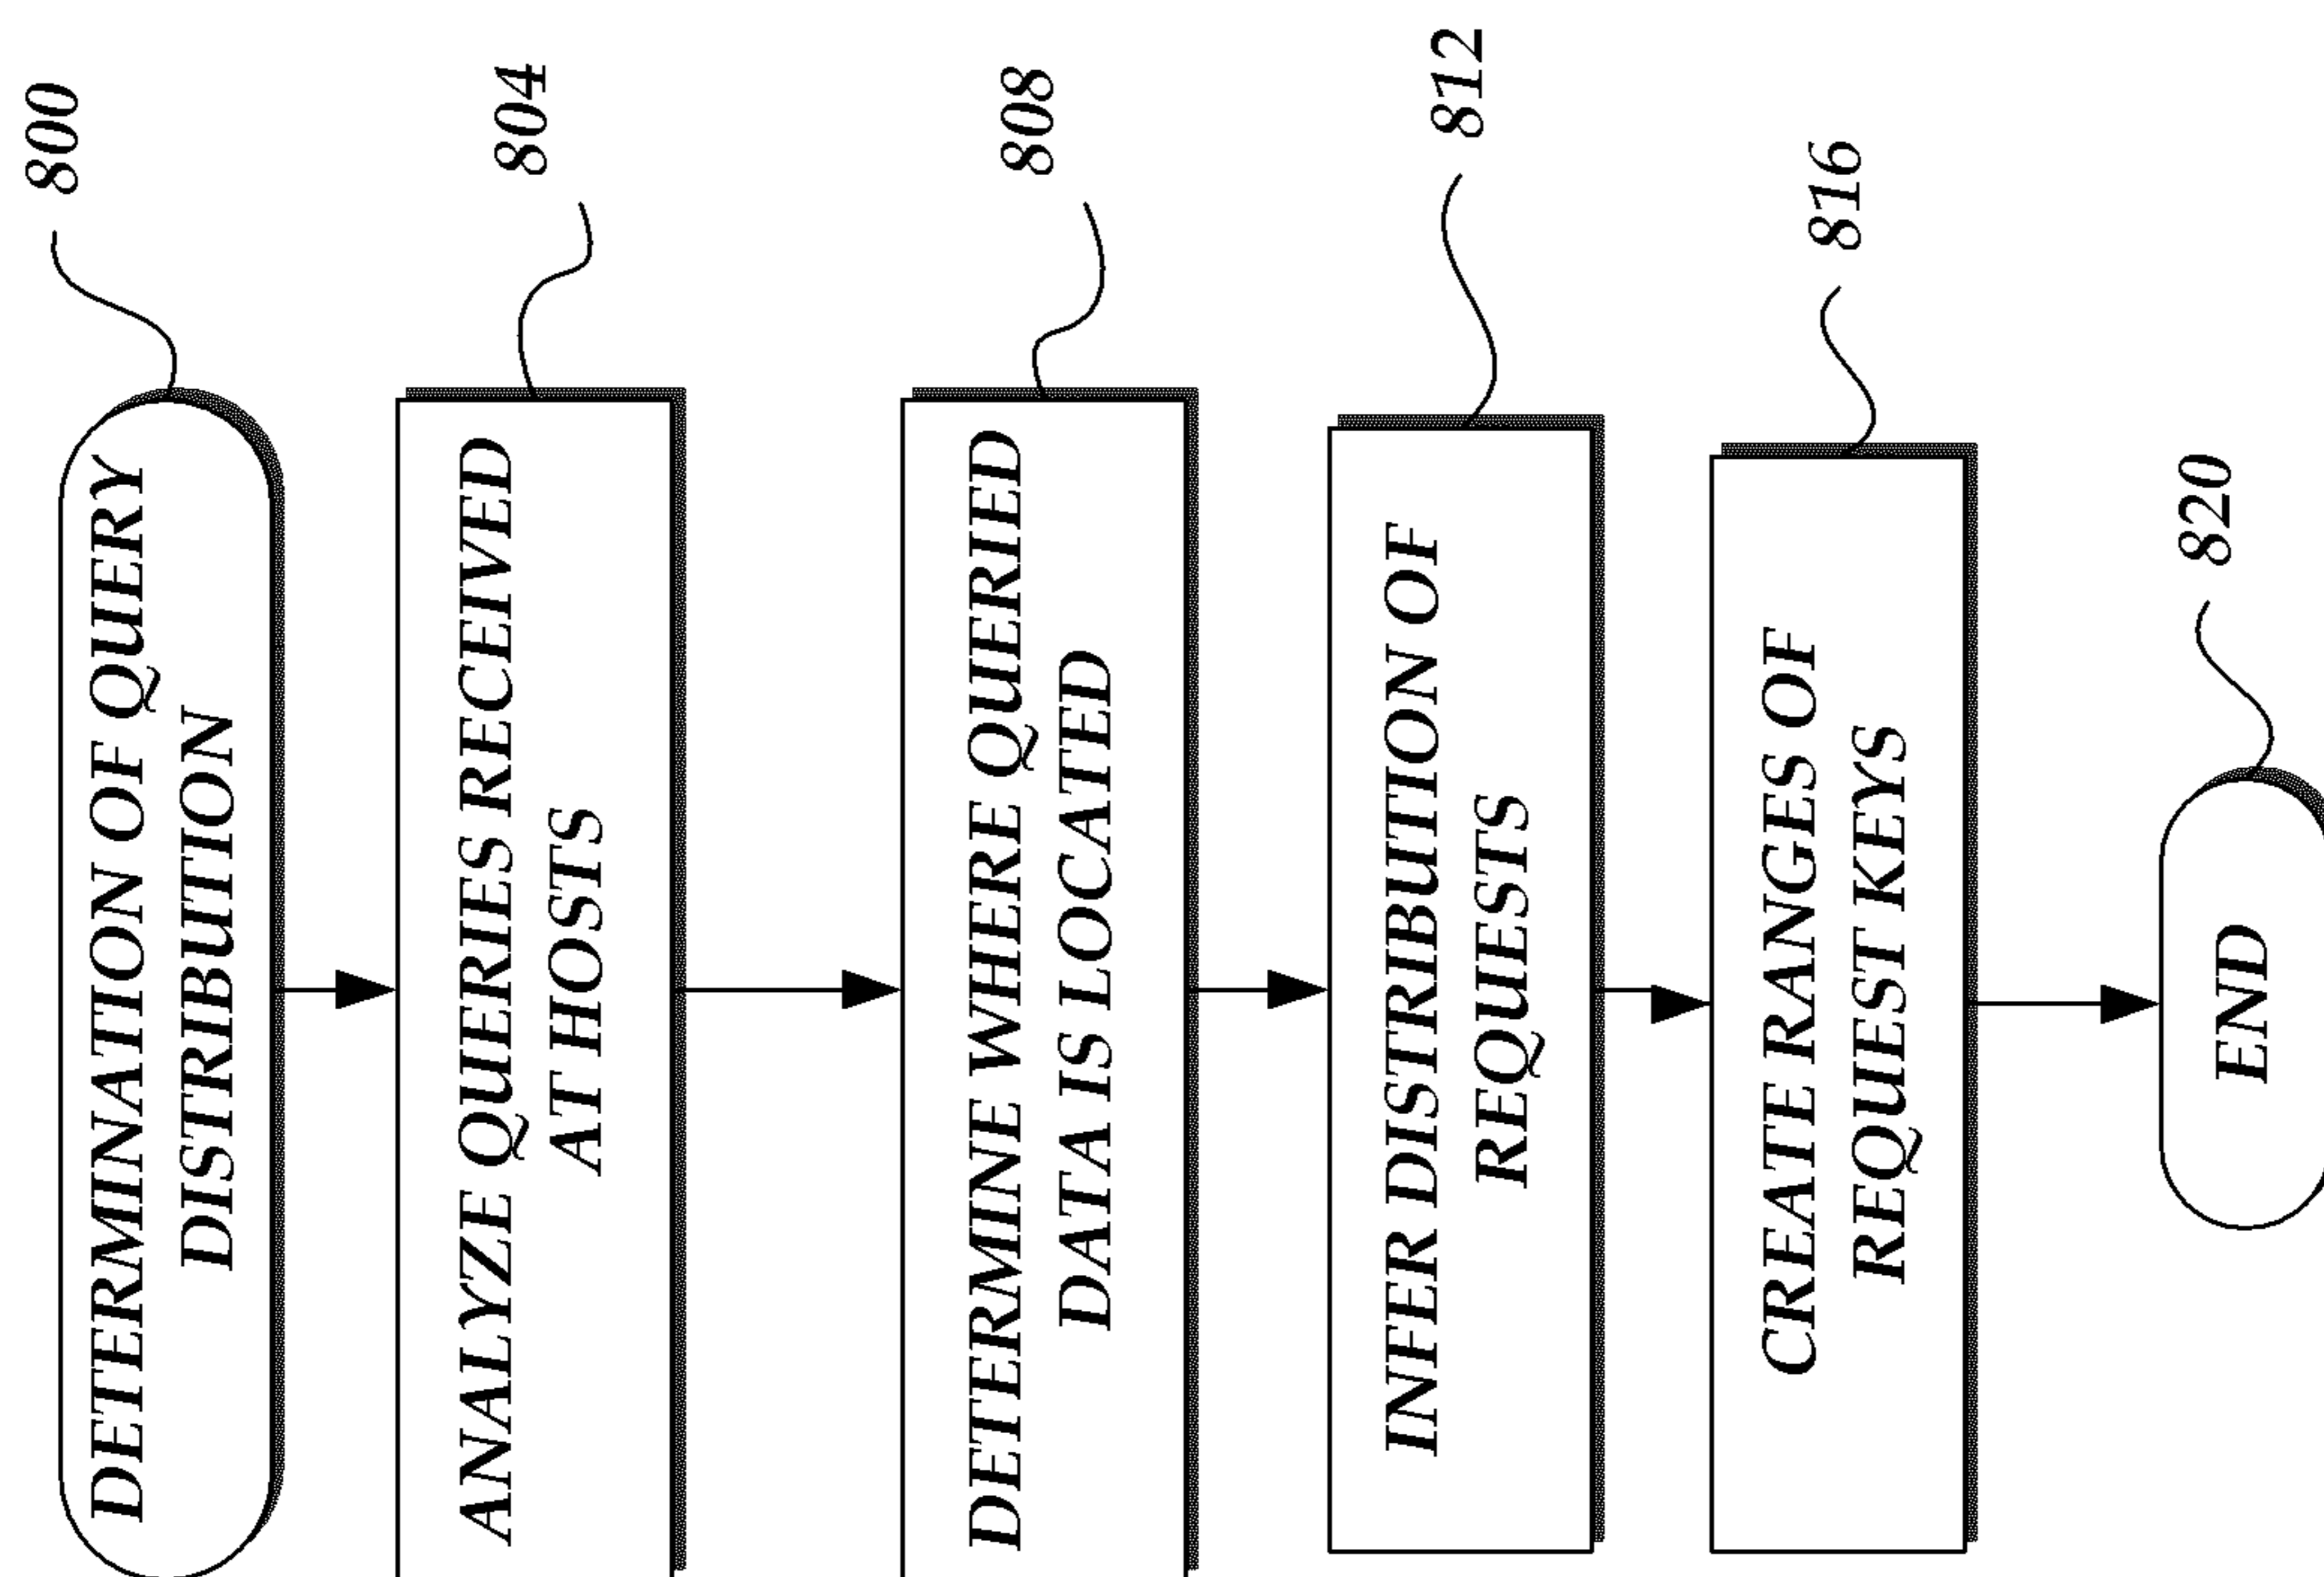 800
DETERMINATION OF QUERY
DISTRIBUTION
804
ANALYZE QUERIES RECEIVED
AT HOSTS
808
DETERMINE WHERE QUERIED
DATA IS LOCATED
812
INFER DISTRIBUTION OF
REQUESTS
816
CREATE RANGES OF
REQUEST KEYS
820
END